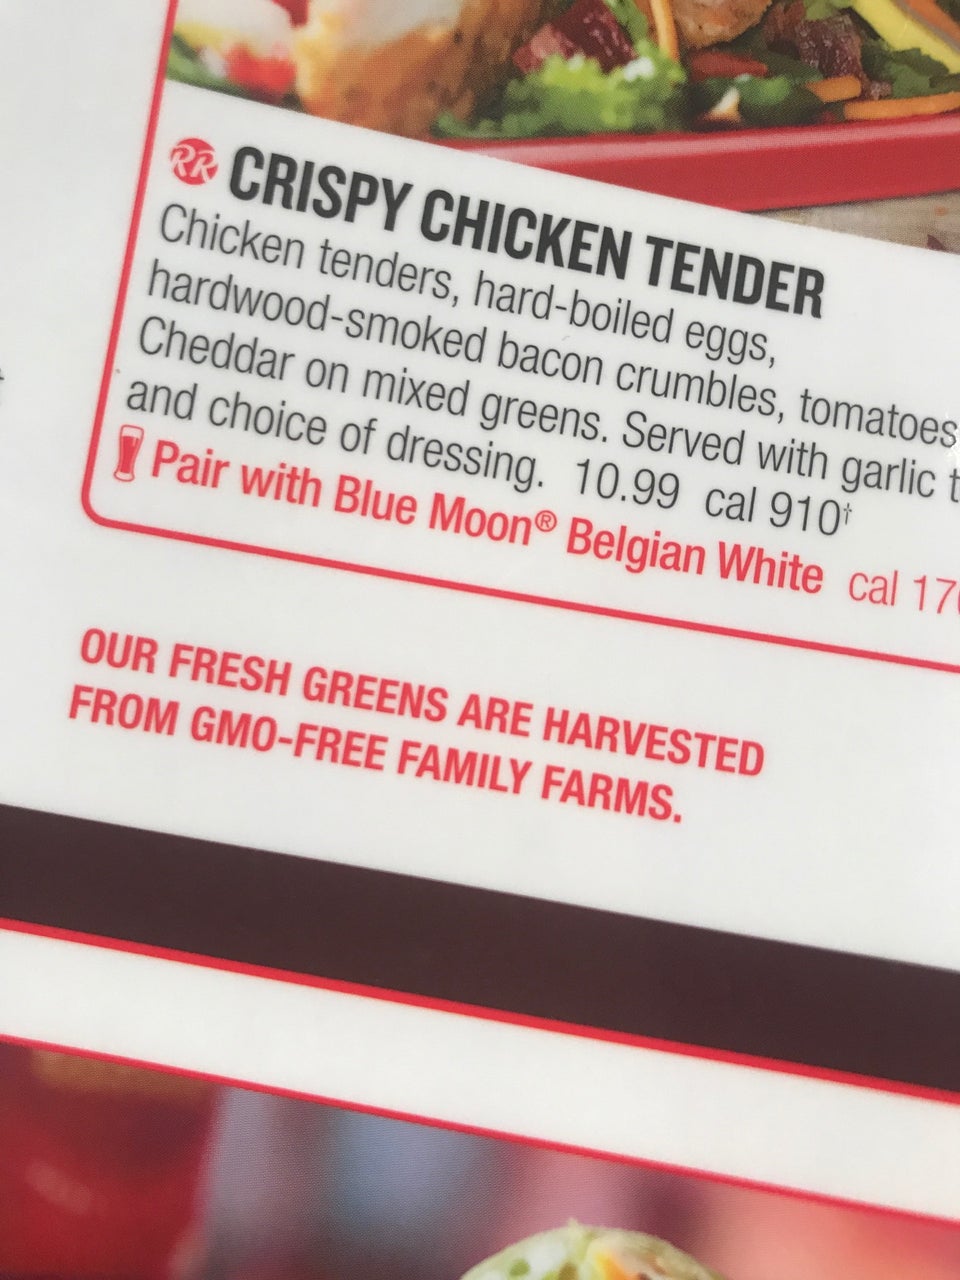 RR CRISPY CHICKEN TENDER
Chicken tenders, hard-boiled eggs,
hardwood-smoked bacon crumbles, tomatoes
Cheddar on mixed greens. Served with garlic
and choice of dressing. 10.99 cal 910†
Pair with Blue Moon® Belgian White cal
OUR FRESH GREENS ARE HARVESTED
FROM GMO-FREE FAMILY FARMS.